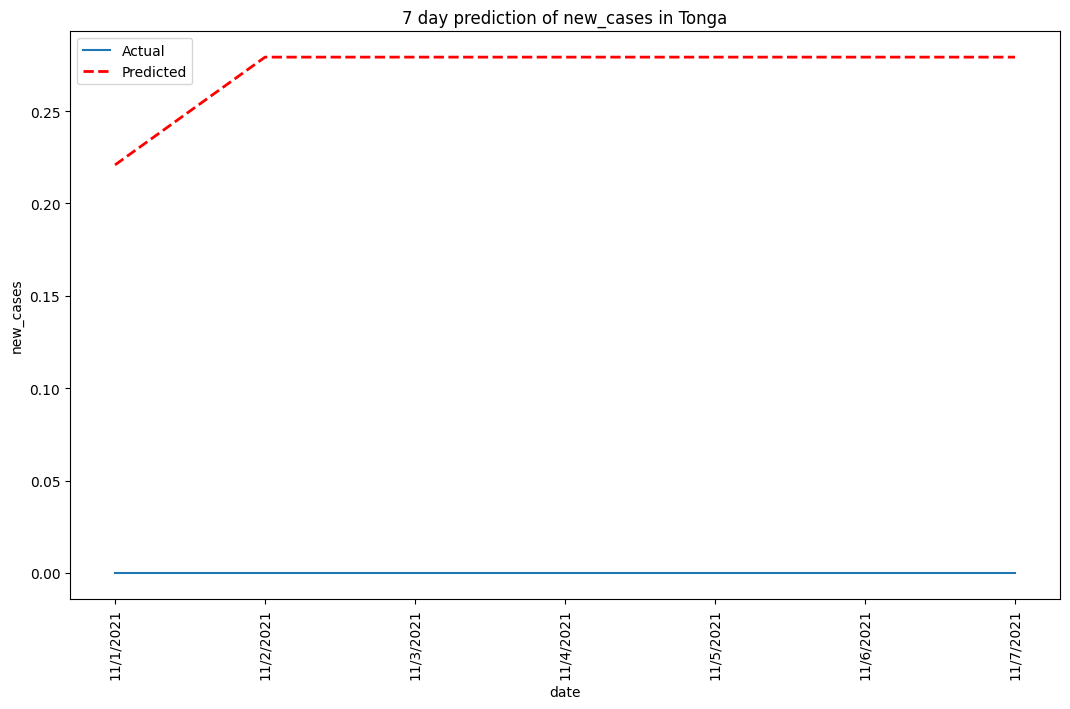 7 day prediction of new_cases in Tonga
Actual
Predicted
new_cases
0.25
0.20
0.15
0.10
0.05
0.00
11/1/2021
11/2/2021
11/3/2021
11/4/2021
11/5/2021
11/6/2021
11/7/2021
date